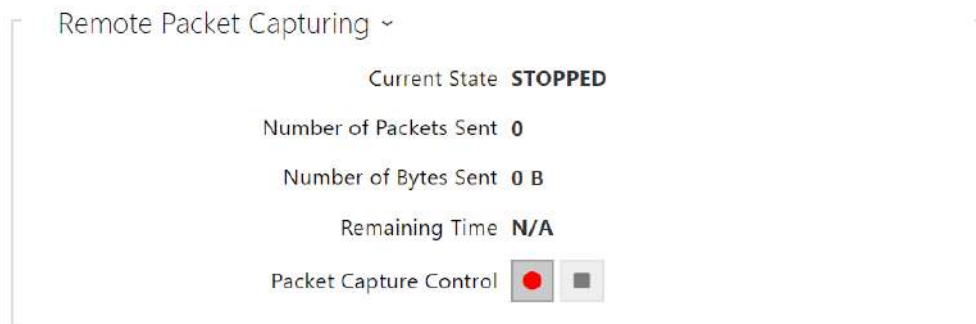 Remote Packet Capturing
Current State STOPPED
Number of Packets Sent 0
Number of Bytes Sent 0 B
Remaining Time N/A
Packet Capture Control